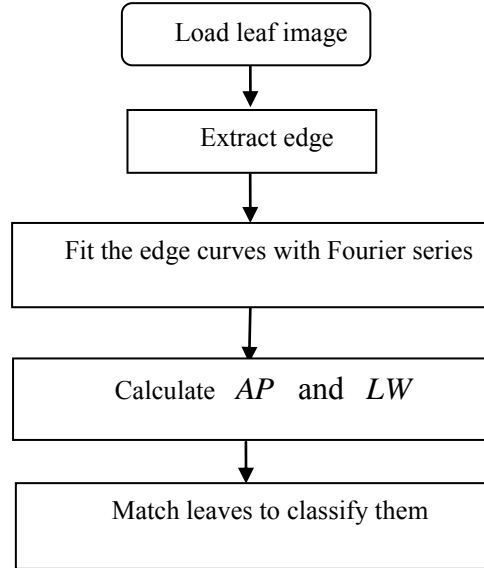 Load leaf image
Extract edge
Fit the edge curves with Fourier series
Calculate AP and LW
Match leaves to classify them